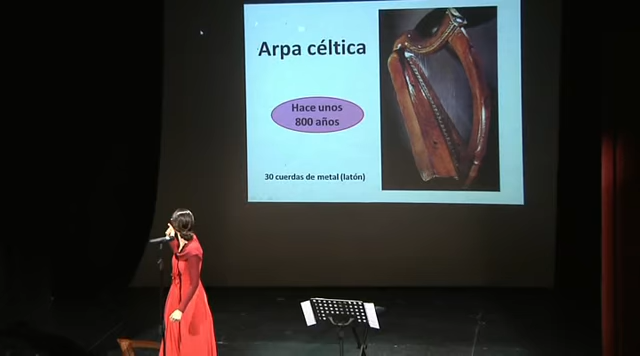 Arpa céltica
Hace unos
800 años
30 cuerdas de metal (latón)